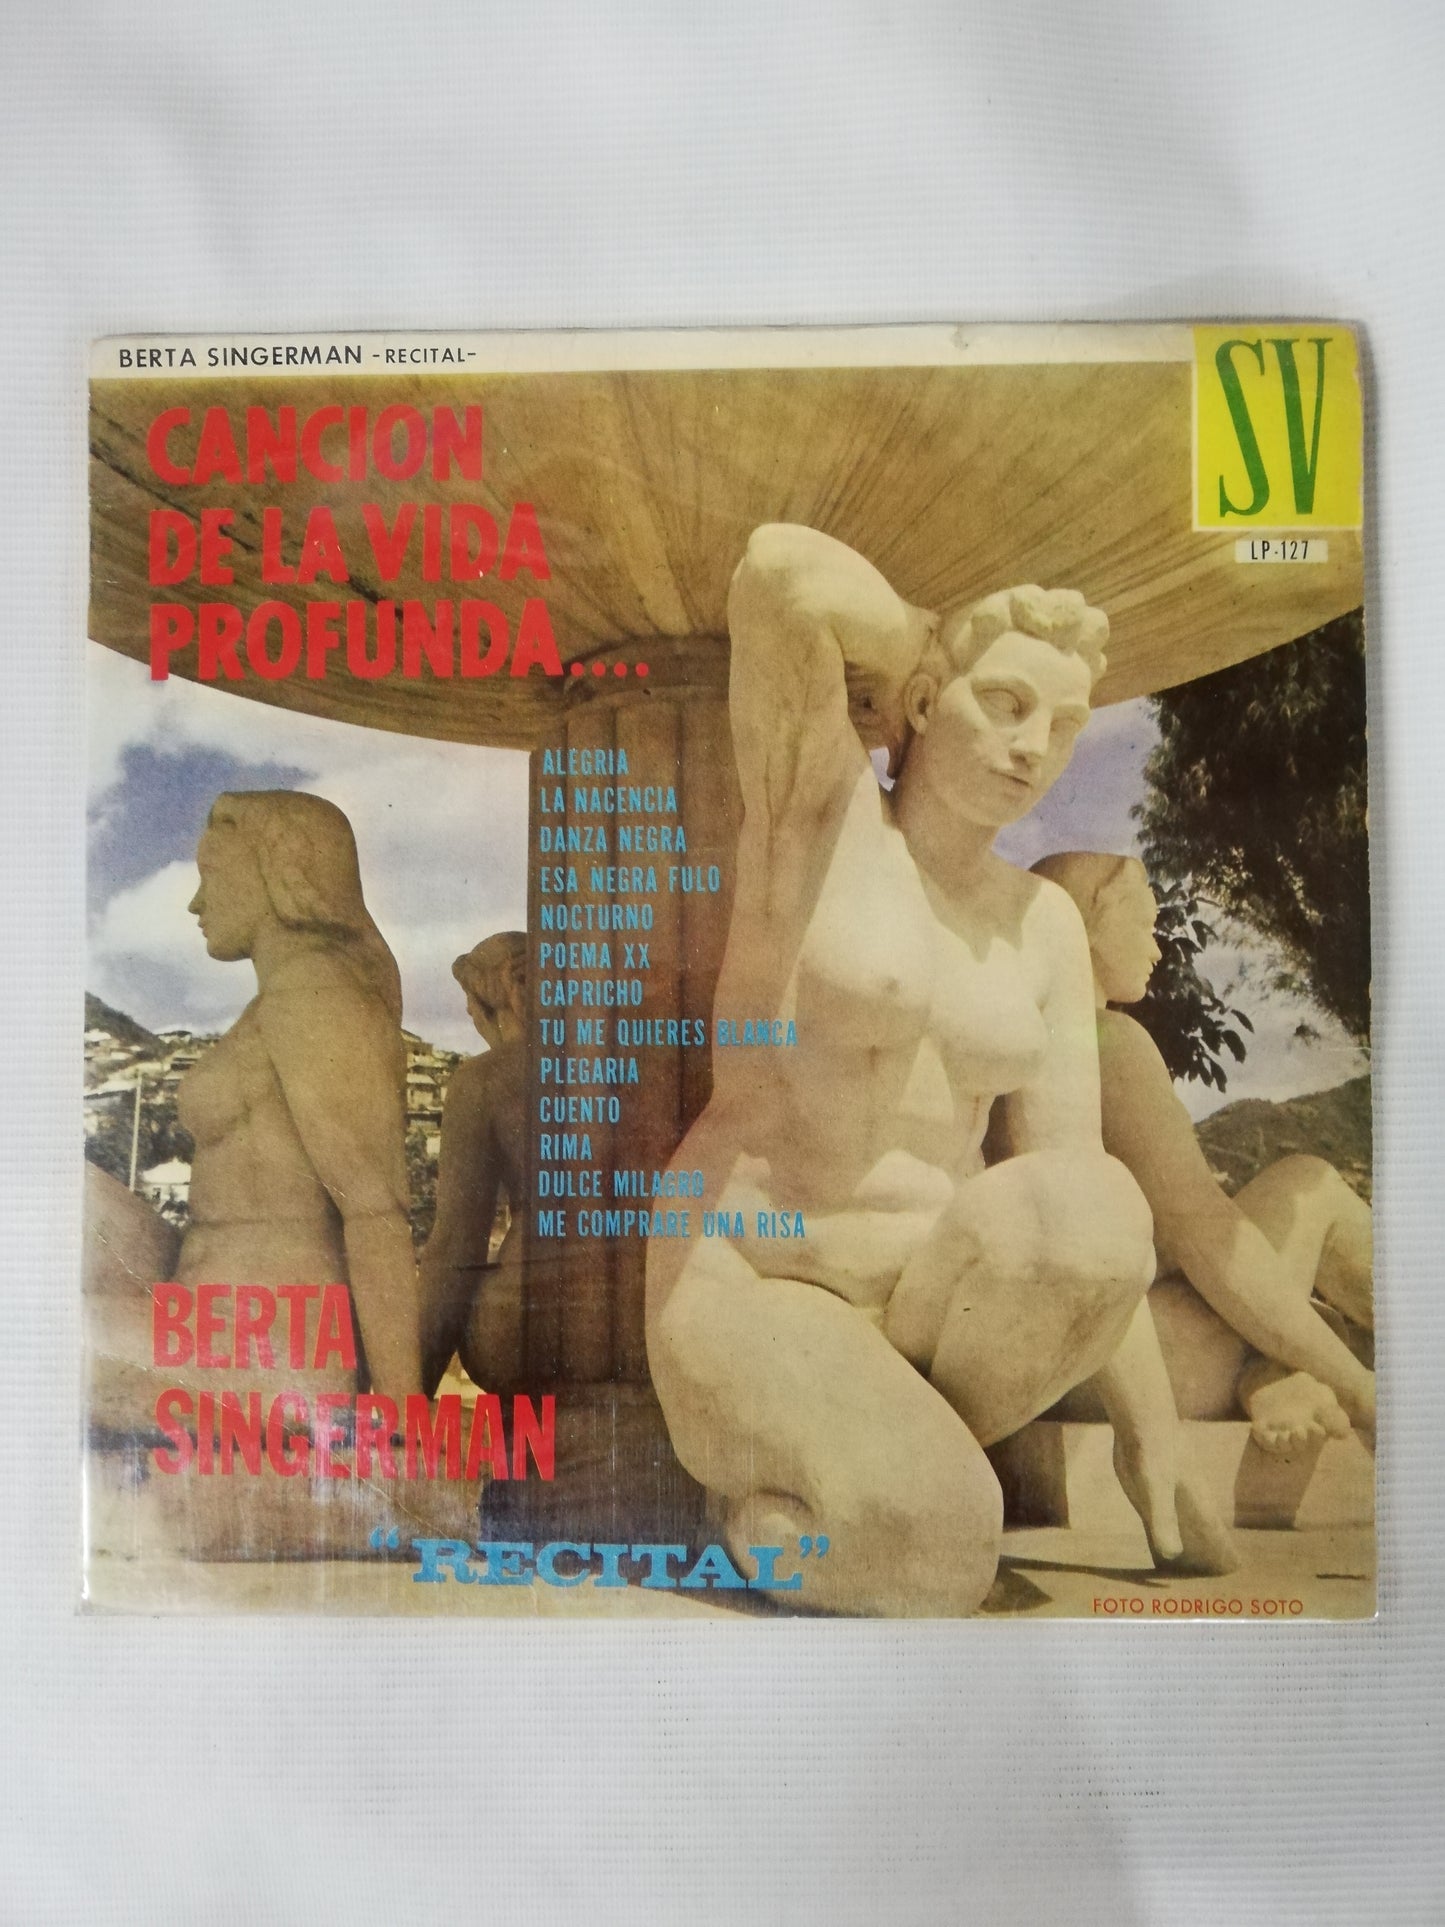 BERTA SINGERMAN -RECITAL-
SV
LP-127
CANCION
DE LA VIDA
PROFUNDA....
ALEGRIA
LA NACENCIA
DANZA NEGRA
ESA NEGRA FULO
NOCTURNO
POEMA XX
CAPRICHO
TU ME QUIERES BLANCA
PLEGARIA
CUENTO
RIMA
DULCE MILAGRO
ME COMPRARE UNA RISA
BERTA
SINGERMAN
"RECITAL"
FOTO RODRIGO SOTO